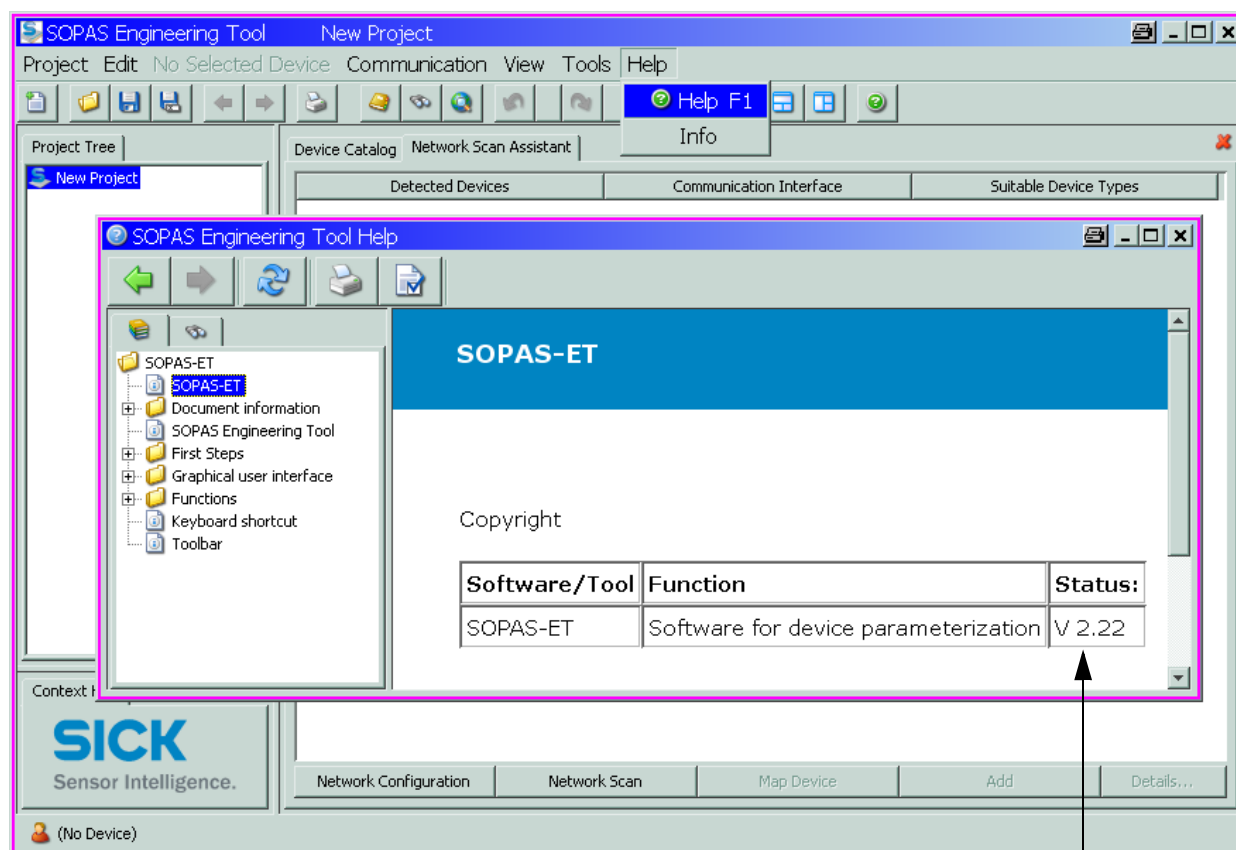 SOPAS Engineering Tool New Project
Project Edit No Selected Device Communication View Tools Help
Help F1
Info
Project Tree
New Project
Device Catalog Network Scan Assistant
Detected Devices Communication Interface Suitable Device Types
SOPAS Engineering Tool Help
SOPAS-ET
SOPAS-ET
Document information
SOPAS Engineering Tool
First Steps
Graphical user interface
Functions
Keyboard shortcut
Toolbar
SOPAS-ET
Copyright
Software/Tool Function Status:
SOPAS-ET Software for device parameterization V 2.22
Context
SICK
Sensor Intelligence.
Network Configuration Network Scan Map Device Add Details...
(No Device)